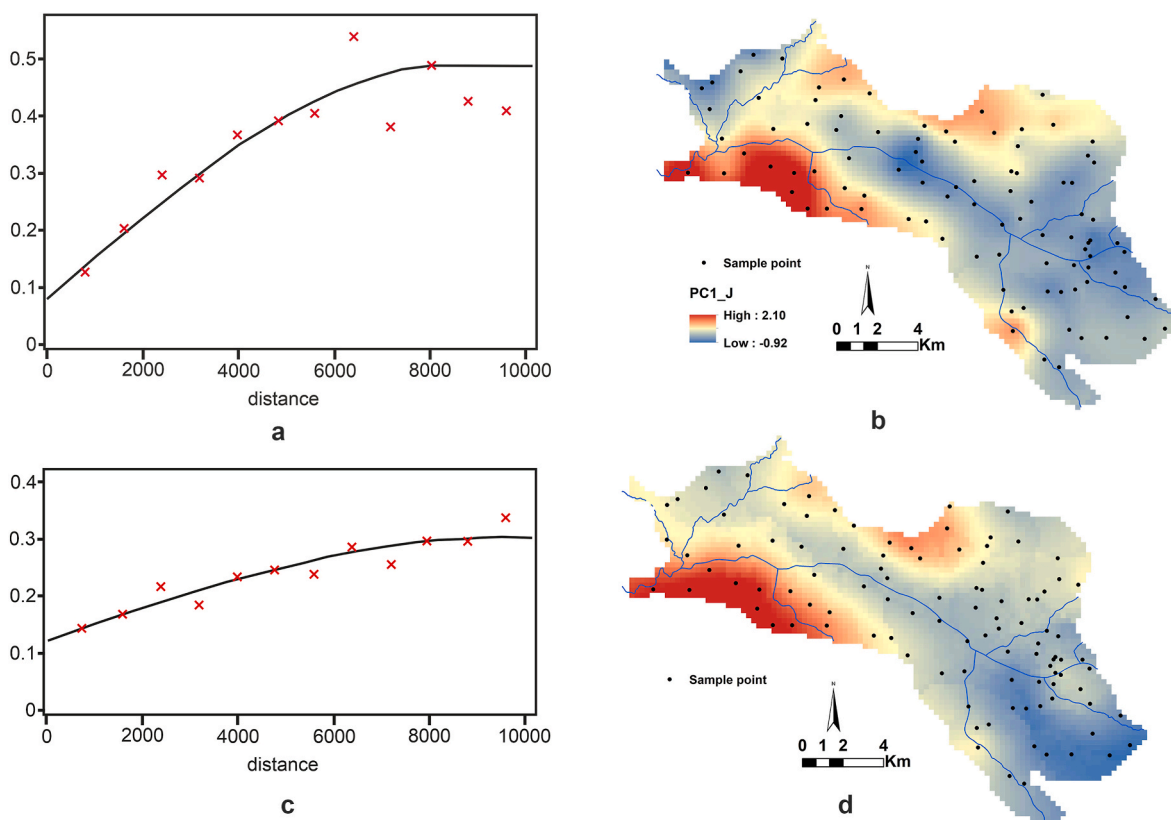 0.5
0.4
0.3
0.2
0.1
0
0 2000 4000 6000 8000 10000
distance
a
Sample point
N
PC1_J
High : 2.10
Low : -0.92
0 1 2 4
Km
b
0.4
0.3
0.2
0.1
0
0 2000 4000 6000 8000 10000
distance
c
Sample point
N
0 1 2 4
Km
d